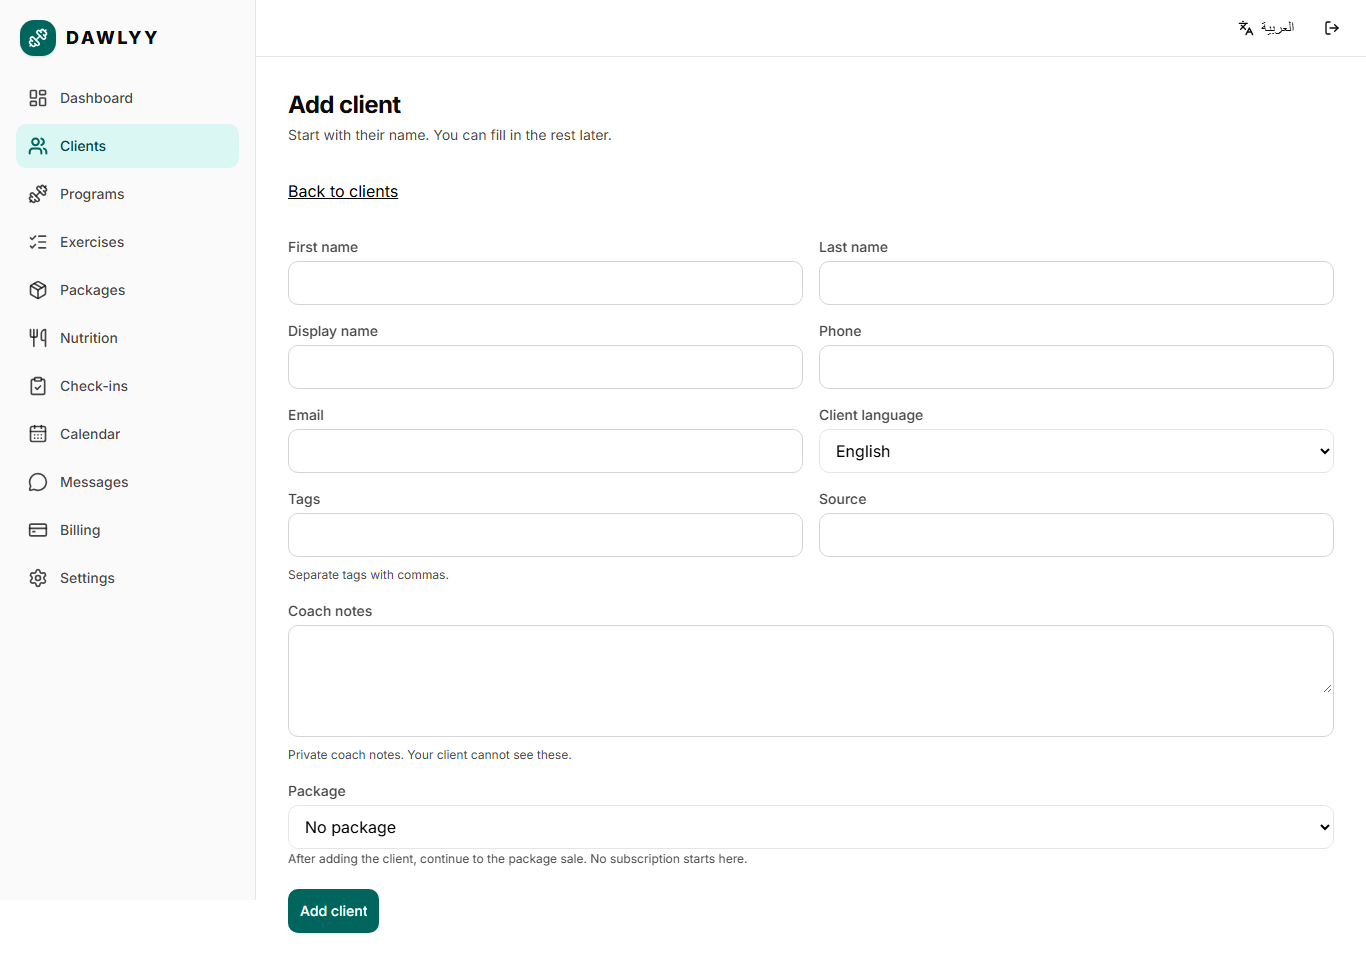 DAWLYY
العربية
Dashboard
Clients
Programs
Exercises
Packages
Nutrition
Check-ins
Calendar
Messages
Billing
Settings
Add client
Start with their name. You can fill in the rest later.
Back to clients
First name
Last name
Display name
Phone
Email
Client language
English
Tags
Source
Separate tags with commas.
Coach notes
Private coach notes. Your client cannot see these.
Package
No package
After adding the client, continue to the package sale. No subscription starts here.
Add client